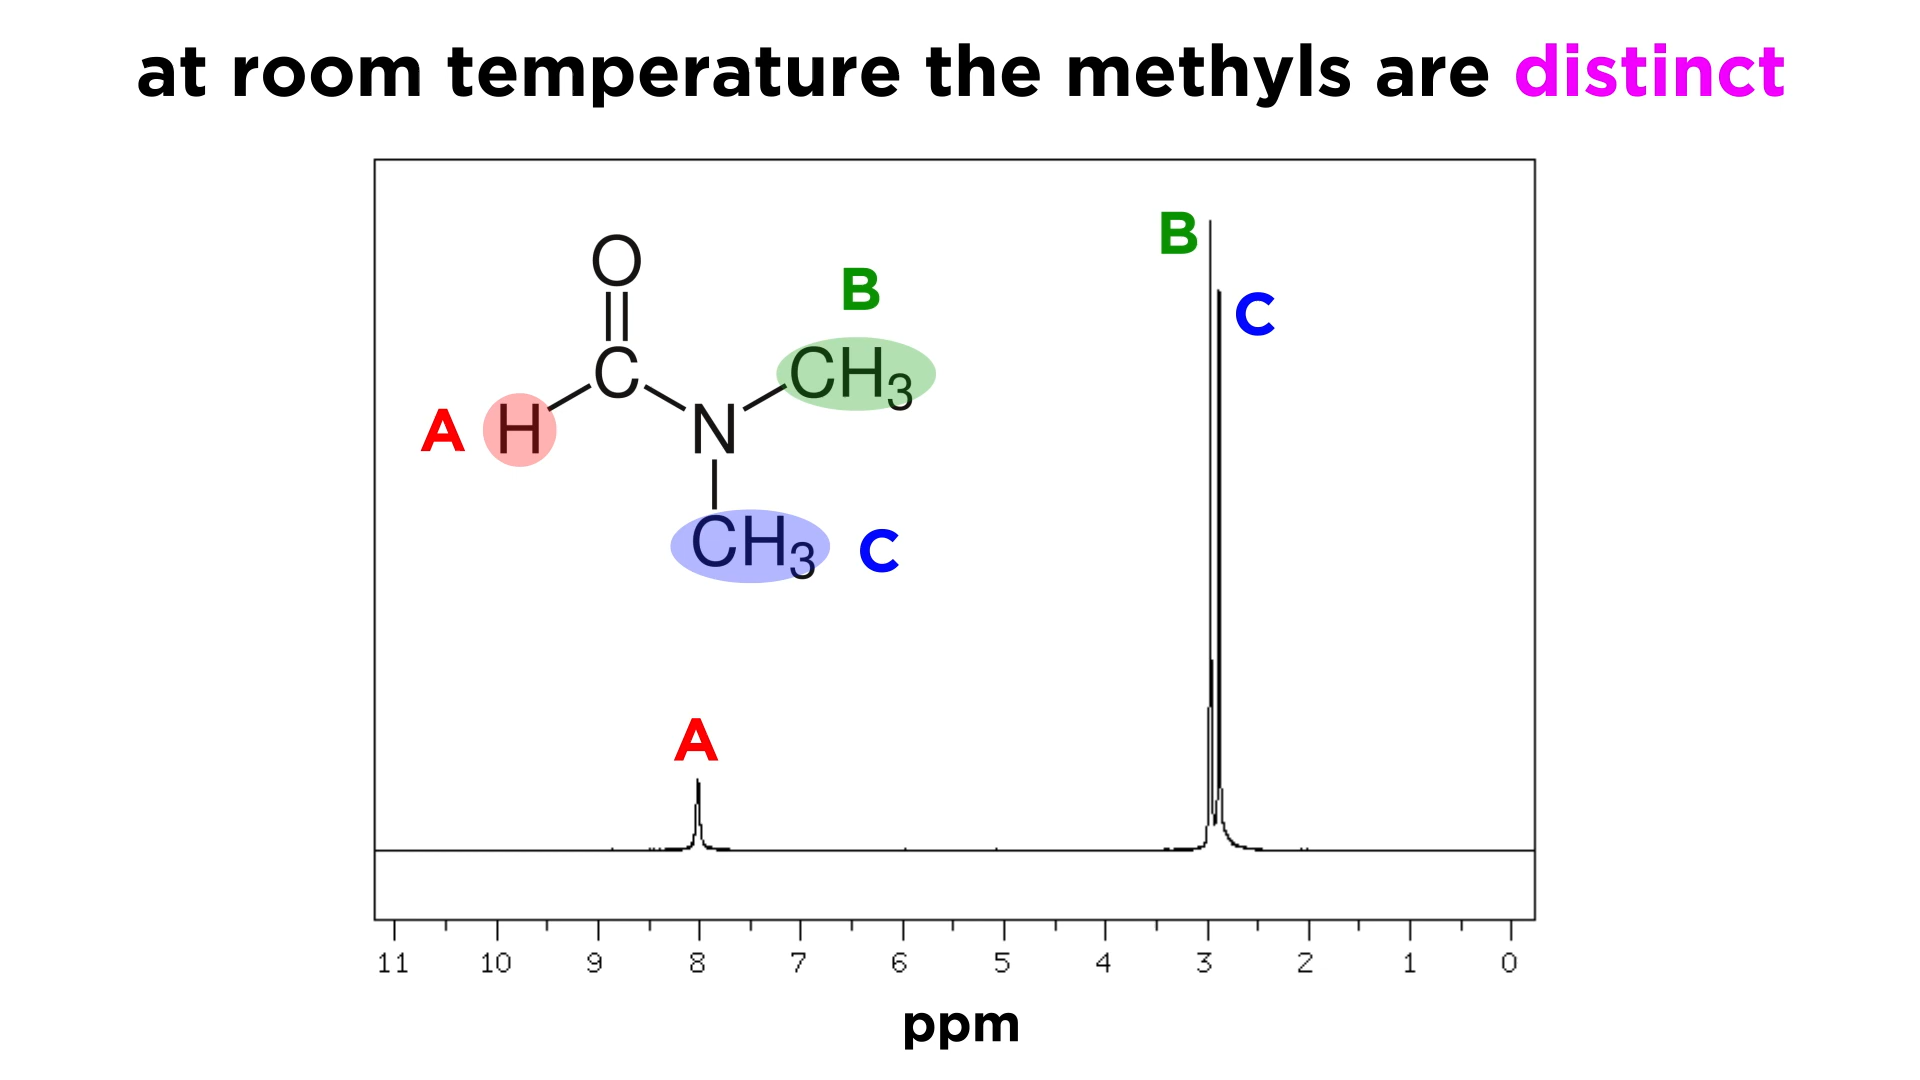 at room temperature the methyls are distinct
B
O
B
C
C
CH3
A H
N
CH3 C
A
11 10 9 8 7 6 5 4 3 2 1 0
ppm